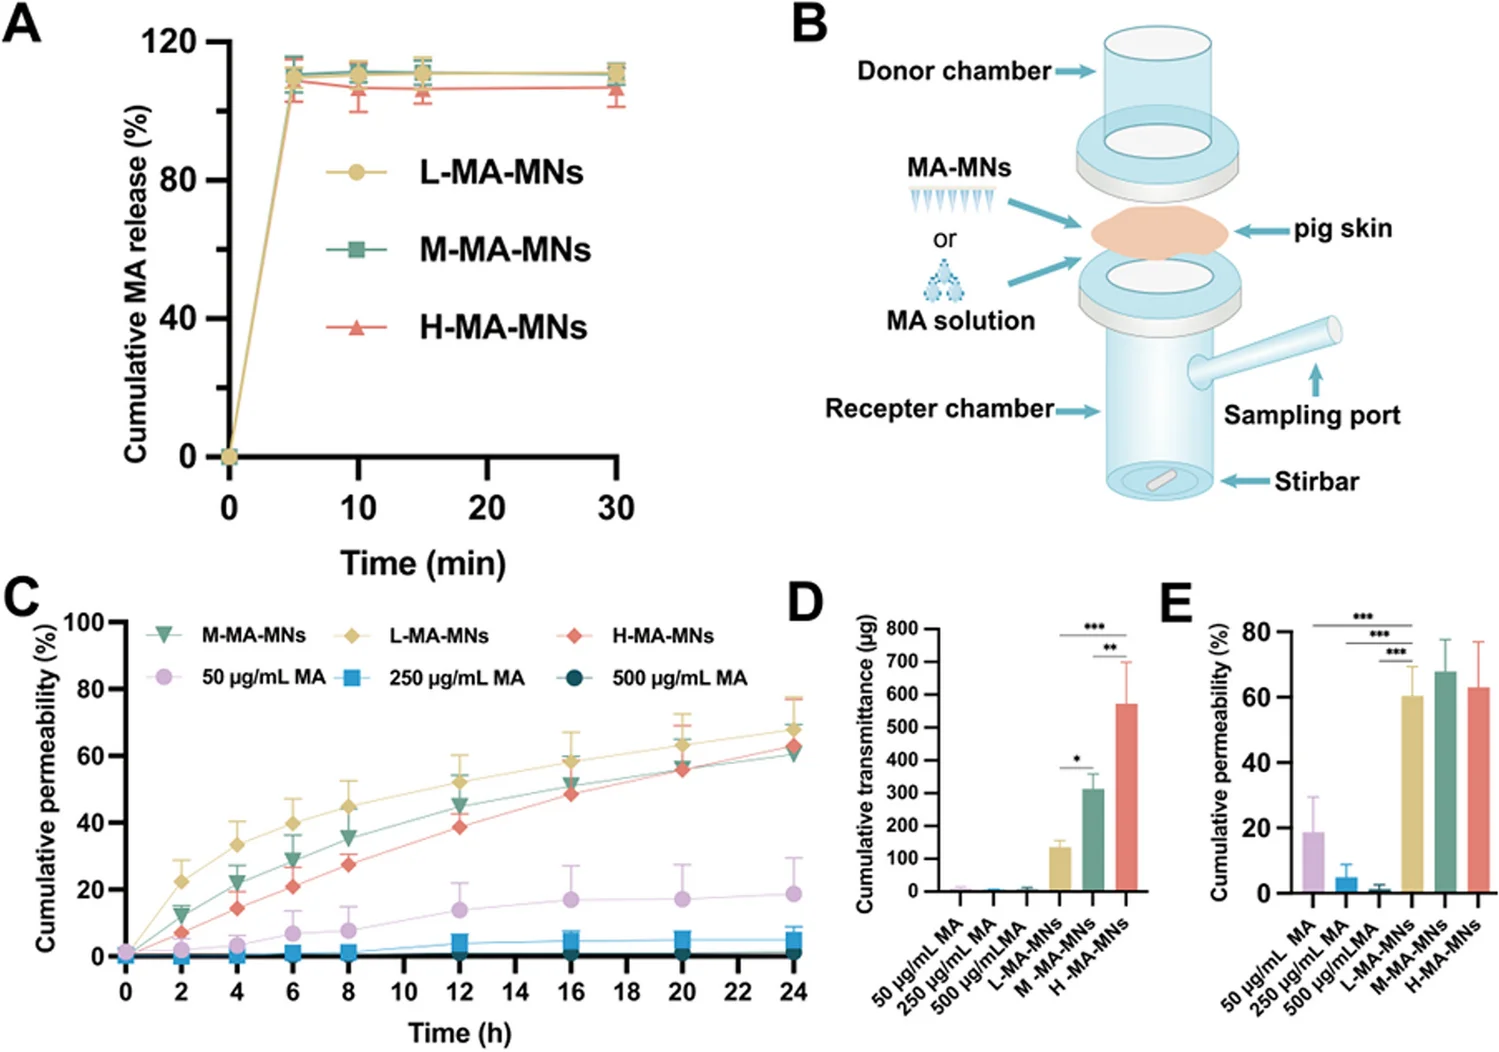 A
120
80
40
0
0
10
20
30
Cumulative MA release (%)
Time (min)
L-MA-MNs
M-MA-MNs
H-MA-MNs
B
Donor chamber
MA-MNs
or
MA solution
pig skin
Recepter chamber
Sampling port
Stirbar
C
100
80
60
40
20
0
0
2
4
6
8
10
12
14
16
18
20
22
24
Cumulative permeability (%)
Time (h)
M-MA-MNs
L-MA-MNs
H-MA-MNs
50 μg/mL MA
250 μg/mL MA
500 μg/mL MA
D
800
700
600
500
400
300
200
100
0
Cumulative transmittance (μg)
***
**
*
50 μg/mL MA
250 μg/mL MA
500 μg/mLMA
L-MA-MNs
M -MA-MNs
H -MA-MNs
E
80
60
40
20
0
Cumulative permeability (%)
***
***
***
50 μg/mL MA
250 μg/mL MA
500 μg/mLMA
L-MA-MNs
M-MA-MNs
H-MA-MNs